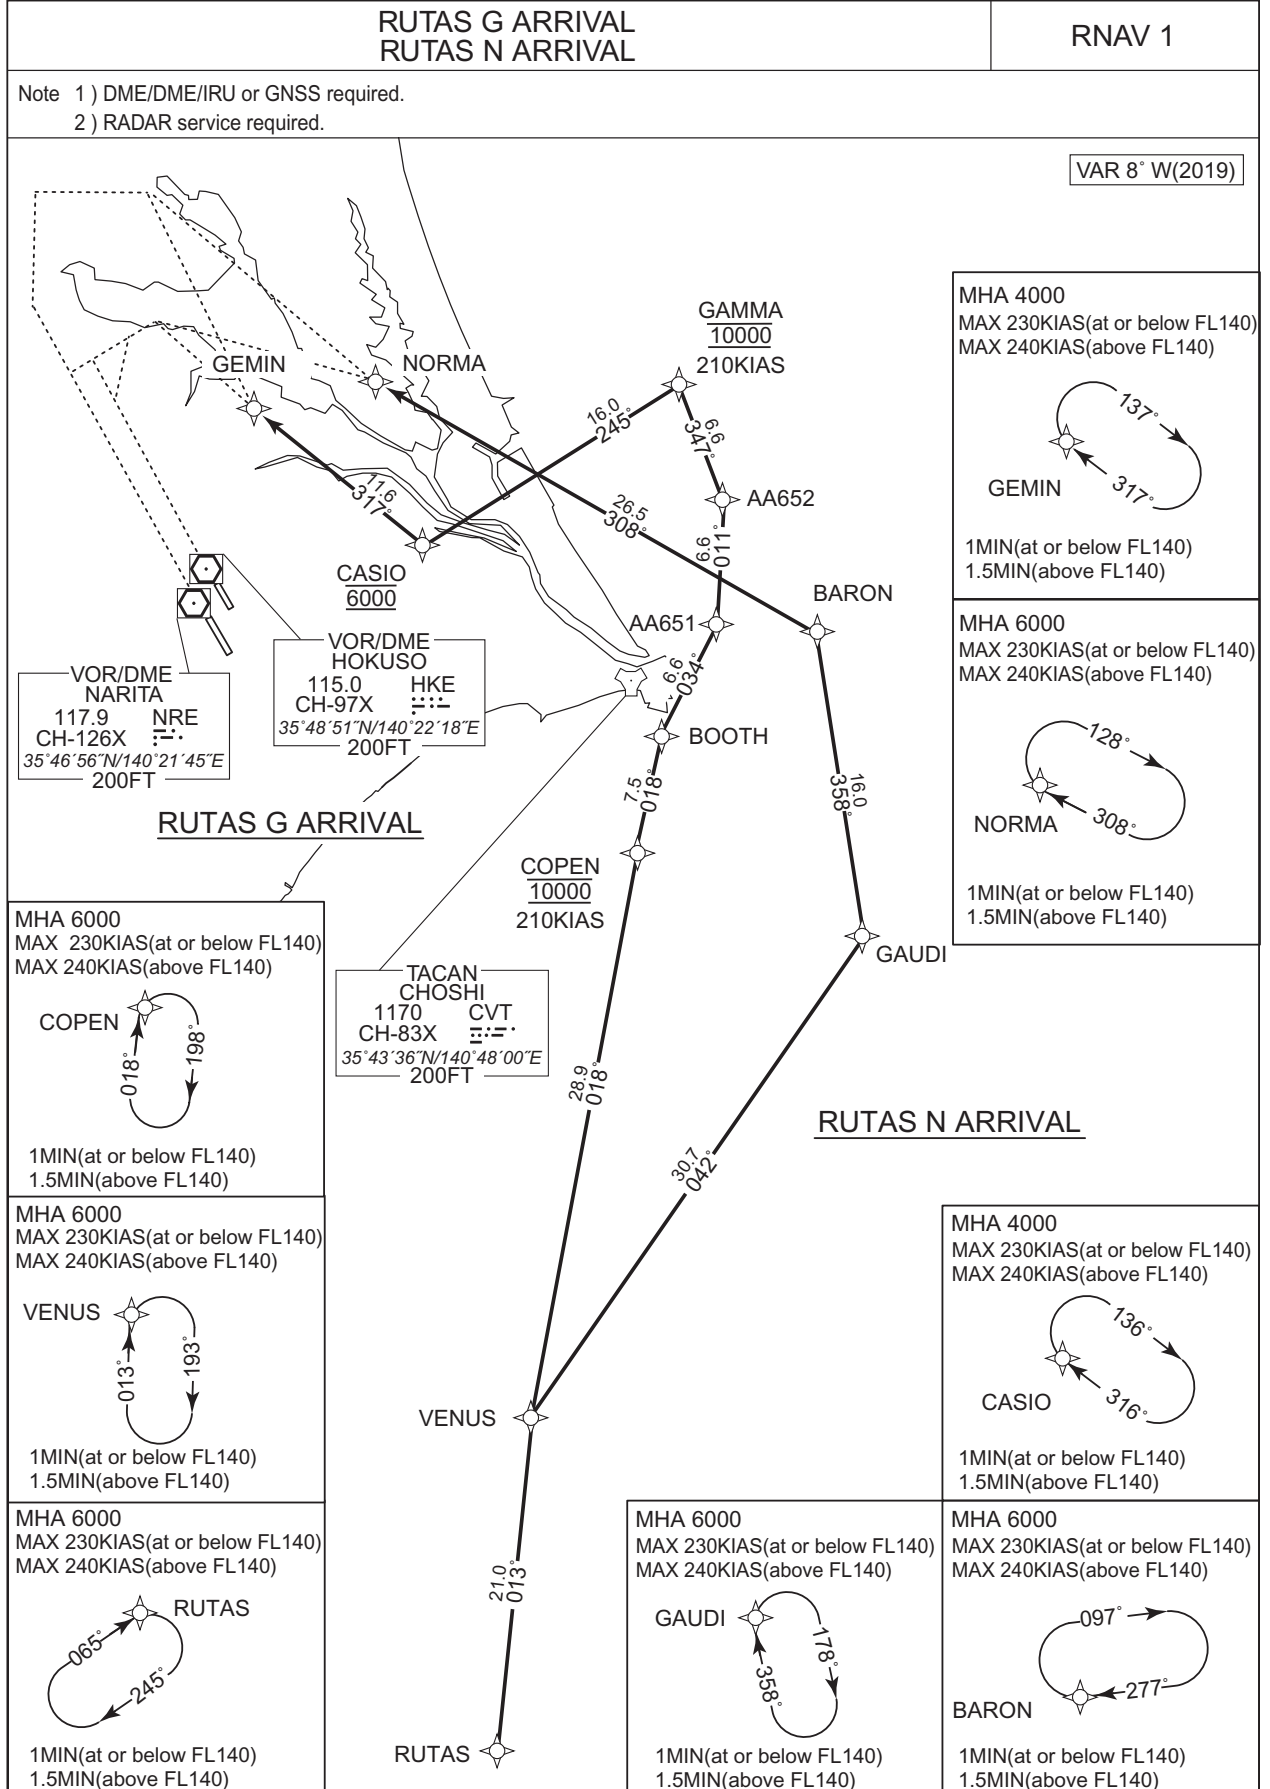 RUTAS G ARRIVAL
RUTAS N ARRIVAL
RNAV 1
Note 1 ) DME/DME/IRU or GNSS required.
2 ) RADAR service required.
VAR 8˚ W(2019)
GAMMA
10000
210KIAS
GEMIN
NORMA
16.0
245˚
6.6
347˚
11.6
317˚
AA652
26.5
308˚
6.6
011˚
CASIO
6000
BARON
AA651
6.6
034˚
BOOTH
VOR/DME
HOKUSO
115.0 HKE
CH-97X
35˚48´51˝N/140˚22´18˝E
200FT
VOR/DME
NARITA
117.9 NRE
CH-126X
35˚46´56˝N/140˚21´45˝E
200FT
7.5
018˚
16.0
358˚
RUTAS G ARRIVAL
COPEN
10000
210KIAS
GAUDI
TACAN
CHOSHI
1170 CVT
CH-83X
35˚43´36˝N/140˚48´00˝E
200FT
28.9
018˚
RUTAS N ARRIVAL
30.7
042˚
VENUS
21.0
013˚
RUTAS
MHA 4000
MAX 230KIAS(at or below FL140)
MAX 240KIAS(above FL140)
137˚
GEMIN
317˚
1MIN(at or below FL140)
1.5MIN(above FL140)
MHA 6000
MAX 230KIAS(at or below FL140)
MAX 240KIAS(above FL140)
128˚
NORMA
308˚
1MIN(at or below FL140)
1.5MIN(above FL140)
MHA 6000
MAX 230KIAS(at or below FL140)
MAX 240KIAS(above FL140)
COPEN
018˚
198˚
1MIN(at or below FL140)
1.5MIN(above FL140)
MHA 6000
MAX 230KIAS(at or below FL140)
MAX 240KIAS(above FL140)
VENUS
013˚
193˚
1MIN(at or below FL140)
1.5MIN(above FL140)
MHA 6000
MAX 230KIAS(at or below FL140)
MAX 240KIAS(above FL140)
RUTAS
065˚
245˚
1MIN(at or below FL140)
1.5MIN(above FL140)
MHA 4000
MAX 230KIAS(at or below FL140)
MAX 240KIAS(above FL140)
136˚
CASIO
316˚
1MIN(at or below FL140)
1.5MIN(above FL140)
MHA 6000
MAX 230KIAS(at or below FL140)
MAX 240KIAS(above FL140)
GAUDI
178˚
358˚
1MIN(at or below FL140)
1.5MIN(above FL140)
MHA 6000
MAX 230KIAS(at or below FL140)
MAX 240KIAS(above FL140)
097˚
277˚
BARON
1MIN(at or below FL140)
1.5MIN(above FL140)